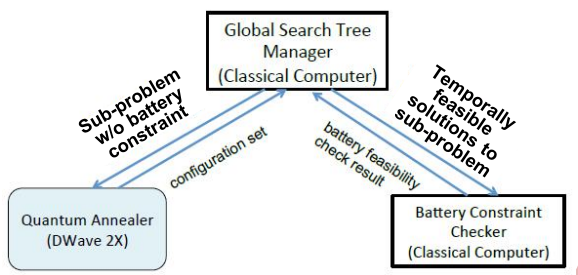 Global Search Tree
Manager
(Classical Computer)
Sub-problem
w/o battery
constraint
configuration set
Temporally
feasible
solutions to
sub-problem
battery feasibility
check result
Quantum Annealer
(DWave 2X)
Battery Constraint
Checker
(Classical Computer)